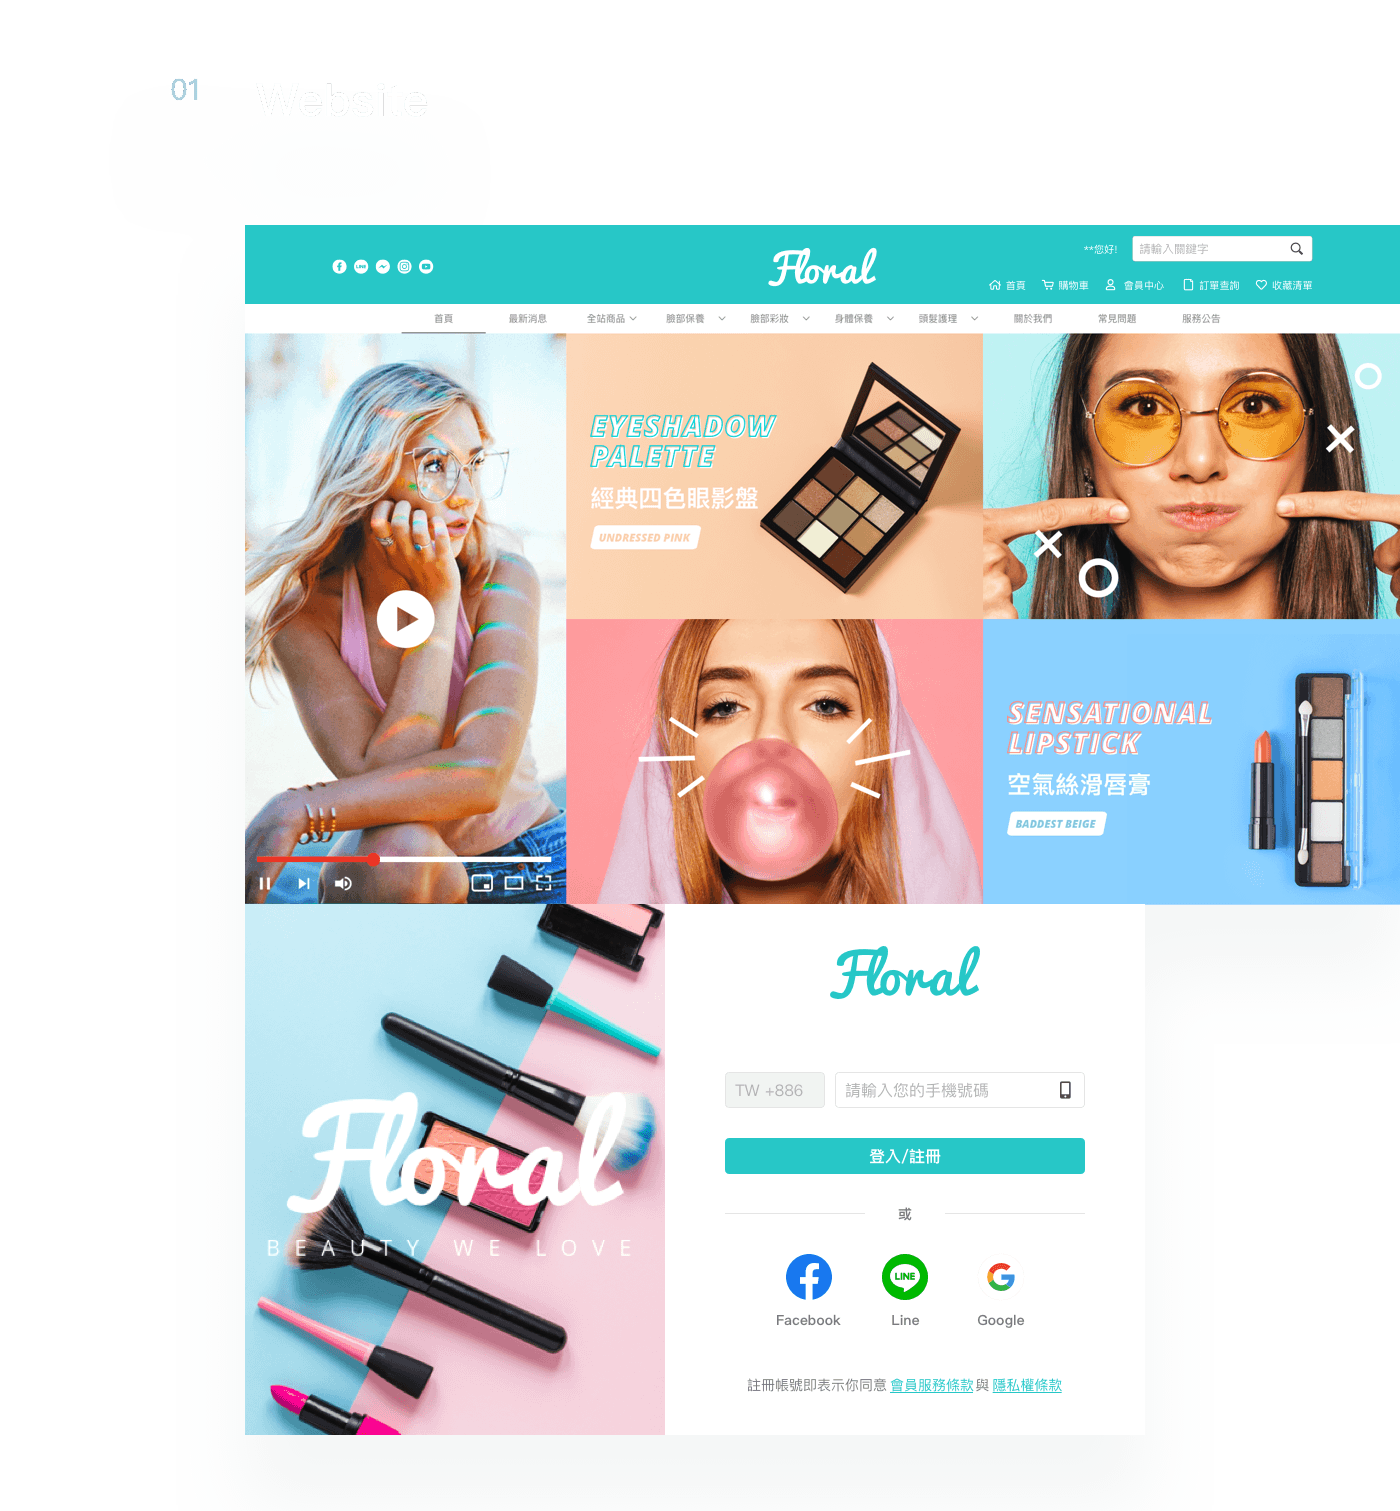 01
Website
Floral
**您好!
請輸入關鍵字
首頁 購物車 會員中心 訂單查詢 收藏清單
首頁 最新消息 全站商品 臉部保養 臉部彩妝 身體保養 頭髮護理 關於我們 常見問題 服務公告
EYESHADOW
PALETTE
經典四色眼影盤
UNDRESSED PINK
SENSATIONAL
LIPSTICK
空氣絲滑唇膏
BADDEST BEIGE
Floral
BEAUTY WE LOVE
Floral
TW +886
請輸入您的手機號碼
登入/註冊
或
LINE
Facebook Line Google
註冊帳號即表示你同意 會員服務條款 與 隱私權條款